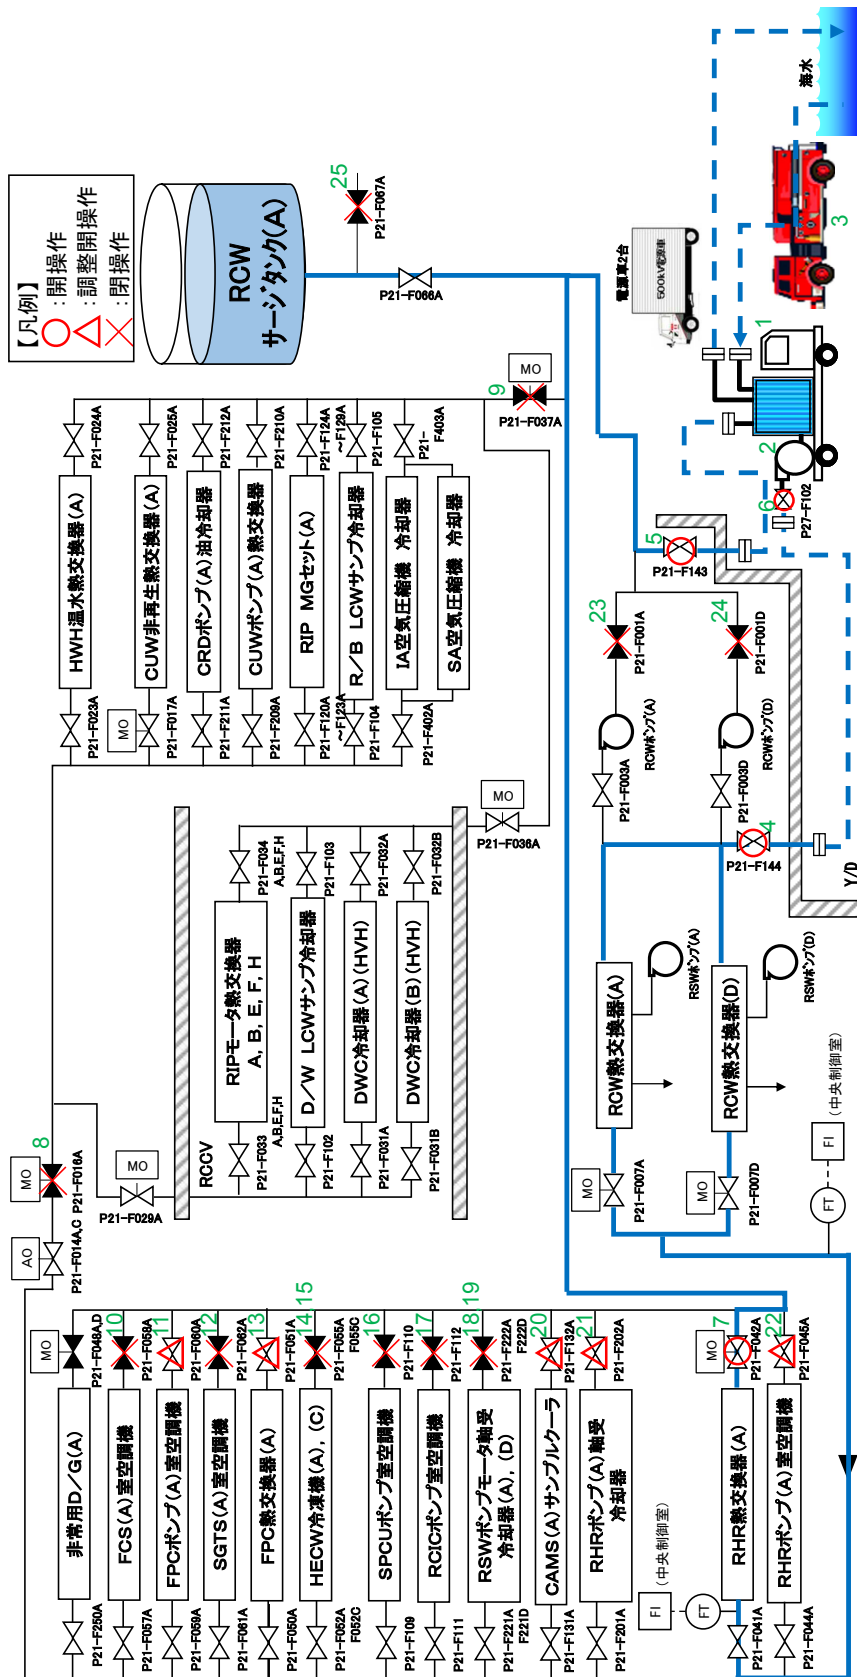 【凡例】
：開操作
：調整開操作
：閉操作
RCW
サージタンク(A)
25
P21-F067A
P21-F066A
海水
3
電源車2台
500kV電源車
1
2
6
P27-F102
5
P21-F143
9
MO
P21-F037A
HWH温水熱交換器(A)
P21-F024A
P21-F023A
CUW非再生熱交換器(A)
P21-F025A
MO
P21-F017A
CRDポンプ(A)油冷却器
P21-F212A
P21-F211A
CUWポンプ(A)熱交換器
P21-F210A
P21-F209A
RIP MGセット(A)
P21-F124A
～F129A
P21-F120A
～F123A
R/B LCWサンプ冷却器
P21-F105
P21-F104
IA空気圧縮機 冷却器
P21-
F403A
P21-F402A
SA空気圧縮機 冷却器
23
P21-F001A
24
P21-F001D
RCWポンプ(A)
RCWポンプ(D)
P21-F003A
P21-F003D
4
P21-F144
Y/D
MO
P21-F036A
RCCV
RIPモータ熱交換器
A, B, E, F, H
P21-F034
A,B,E,F,H
P21-F033
A,B,E,F,H
D/W LCWサンプ冷却器
P21-F103
P21-F102
DWC冷却器(A)(HVH)
P21-F032A
P21-F031A
DWC冷却器(B)(HVH)
P21-F032B
P21-F031B
RCW熱交換器(A)
RSWポンプ(A)
RCW熱交換器(D)
RSWポンプ(D)
MO
P21-F007A
MO
P21-F007D
FT
FI
(中央制御室)
8
MO
P21-F016A
MO
P21-F029A
AO
P21-F014A,C
MO
P21-F048A,D
非常用D/G(A)
P21-F250A
10
P21-F058A
FCS(A)室空調機
P21-F057A
11
P21-F060A
FPCポンプ(A)室空調機
P21-F059A
12
P21-F062A
SGTS(A)室空調機
P21-F061A
13
P21-F051A
FPC熱交換器(A)
P21-F050A
14, 15
P21-F055A
F055C
HECW冷凍機(A), (C)
P21-F052A
F052C
16
P21-F110
SPCUポンプ室空調機
P21-F109
17
P21-F112
RCICポンプ室空調機
P21-F111
18, 19
P21-F222A
F222D
RSWポンプモータ軸受
冷却器(A), (D)
P21-F221A
F221D
20
P21-F132A
CAMS(A)サンプルクーラ
P21-F131A
21
P21-F202A
RHRポンプ(A)軸受
冷却器
P21-F201A
7
MO
P21-F042A
RHR熱交換器(A)
P21-F041A
FT
FI
(中央制御室)
22
P21-F045A
RHRポンプ(A)室空調機
P21-F044A